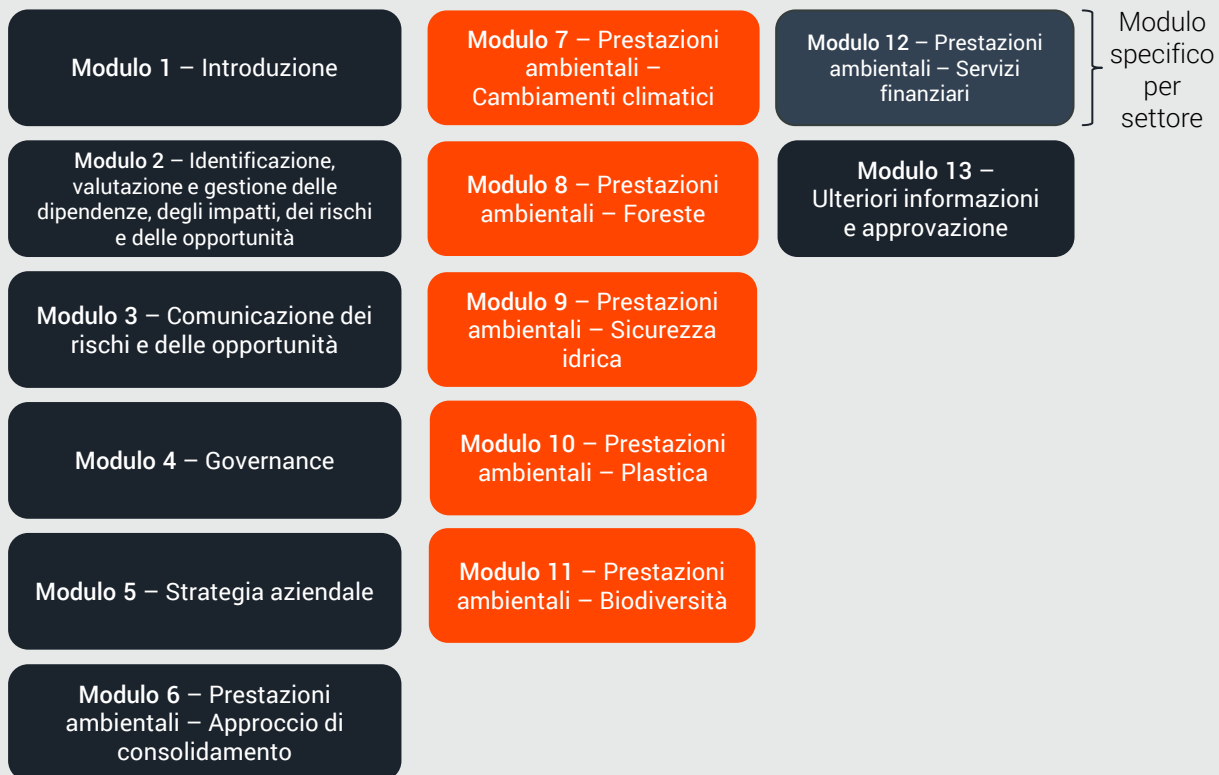 Modulo 1 – Introduzione
Modulo 2 – Identificazione,
valutazione e gestione delle
dipendenze, degli impatti, dei rischi
e delle opportunità
Modulo 3 – Comunicazione dei
rischi e delle opportunità
Modulo 4 – Governance
Modulo 5 – Strategia aziendale
Modulo 6 – Prestazioni
ambientali – Approccio di
consolidamento
Modulo 7 – Prestazioni
ambientali –
Cambiamenti climatici
Modulo 8 – Prestazioni
ambientali – Foreste
Modulo 9 – Prestazioni
ambientali – Sicurezza
idrica
Modulo 10 – Prestazioni
ambientali – Plastica
Modulo 11 – Prestazioni
ambientali – Biodiversità
Modulo 12 – Prestazioni
ambientali – Servizi
finanziari
Modulo 13 –
Ulteriori informazioni
e approvazione
Modulo
specifico
per
settore